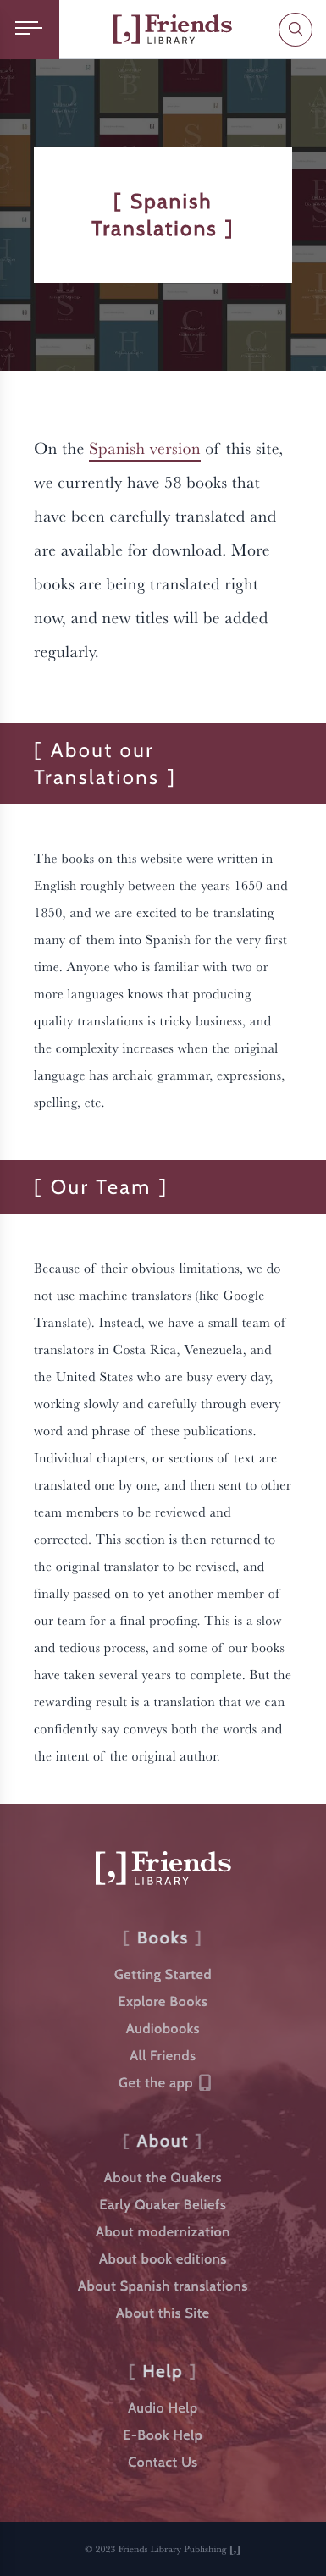 [,] Friends
LIBRARY
[ Spanish
Translations ]
On the Spanish version of this site,
we currently have 58 books that
have been carefully translated and
are available for download. More
books are being translated right
now, and new titles will be added
regularly.
[ About our
Translations ]
The books on this website were written in
English roughly between the years 1650 and
1850, and we are excited to be translating
many of them into Spanish for the very first
time. Anyone who is familiar with two or
more languages knows that producing
quality translations is tricky business, and
the complexity increases when the original
language has archaic grammar, expressions,
spelling, etc.
[ Our Team ]
Because of their obvious limitations, we do
not use machine translators (like Google
Translate). Instead, we have a small team of
translators in Costa Rica, Venezuela, and
the United States who are busy every day,
working slowly and carefully through every
word and phrase of these publications.
Individual chapters, or sections of text are
translated one by one, and then sent to other
team members to be reviewed and
corrected. This section is then returned to
the original translator to be revised, and
finally passed on to yet another member of
our team for a final proofing. This is a slow
and tedious process, and some of our books
have taken several years to complete. But the
rewarding result is a translation that we can
confidently say conveys both the words and
the intent of the original author.
[,] Friends
LIBRARY
[ Books ]
Getting Started
Explore Books
Audiobooks
All Friends
Get the app
[ About ]
About the Quakers
Early Quaker Beliefs
About modernization
About book editions
About Spanish translations
About this Site
[ Help ]
Audio Help
E-Book Help
Contact Us
© 2023 Friends Library Publishing [,]